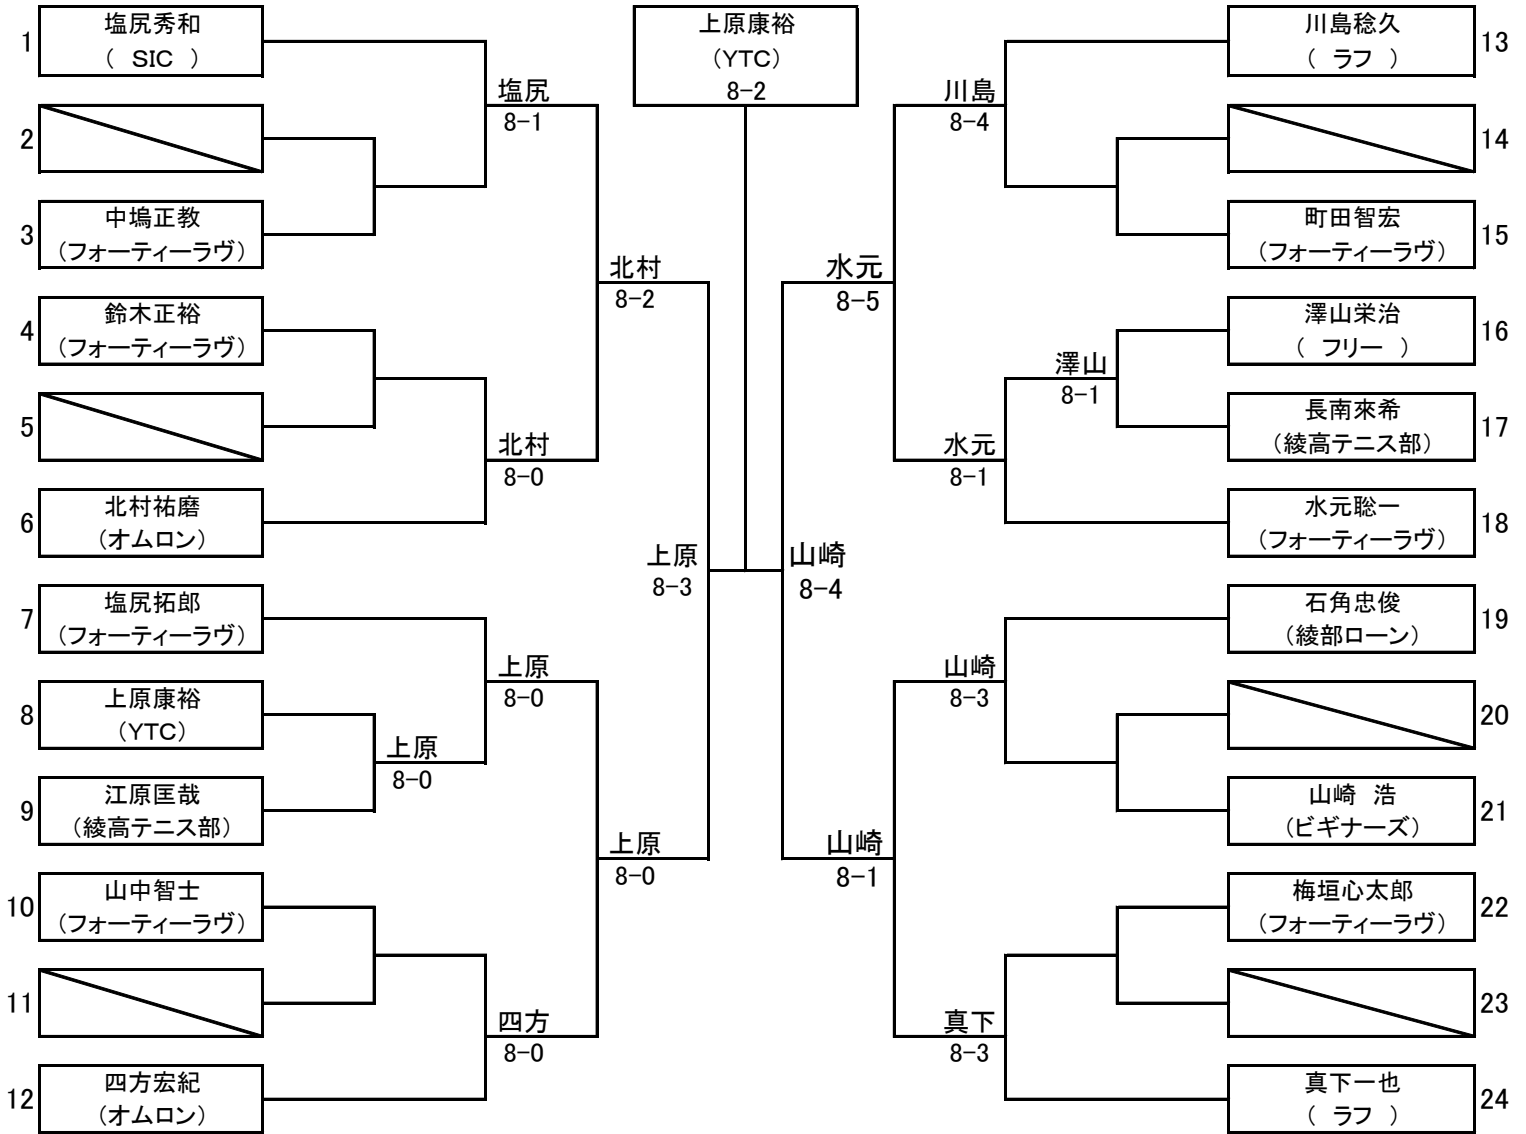 1
塩尻秀和
( SIC )
2
3
中塢正教
(フォーティーラヴ)
4
鈴木正裕
(フォーティーラヴ)
5
6
北村祐磨
(オムロン)
7
塩尻拓郎
(フォーティーラヴ)
8
上原康裕
(YTC)
9
江原匡哉
(綾高テニス部)
10
山中智士
(フォーティーラヴ)
11
12
四方宏紀
(オムロン)
上原
8-0
塩尻
8-1
北村
8-0
上原
8-0
四方
8-0
北村
8-2
上原
8-0
上原
8-3
上原康裕
(YTC)
8-2
山崎
8-4
水元
8-5
山崎
8-1
川島
8-4
水元
8-1
山崎
8-3
真下
8-3
澤山
8-1
川島稔久
( ラフ )
13
14
町田智宏
(フォーティーラヴ)
15
澤山栄治
( フリー )
16
長南來希
(綾高テニス部)
17
水元聡一
(フォーティーラヴ)
18
石角忠俊
(綾部ローン)
19
20
山崎 浩
(ビギナーズ)
21
梅垣心太郎
(フォーティーラヴ)
22
23
真下一也
( ラフ )
24